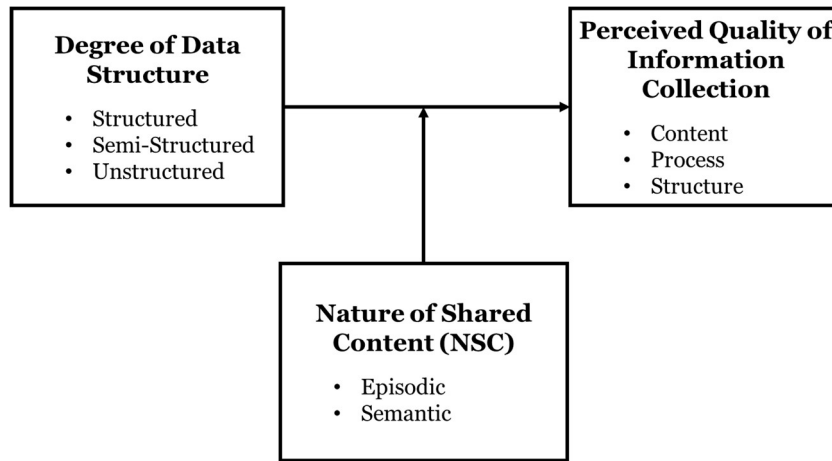 Degree of Data
Structure
• Structured
• Semi-Structured
• Unstructured
Perceived Quality of
Information
Collection
• Content
• Process
• Structure
Nature of Shared
Content (NSC)
• Episodic
• Semantic